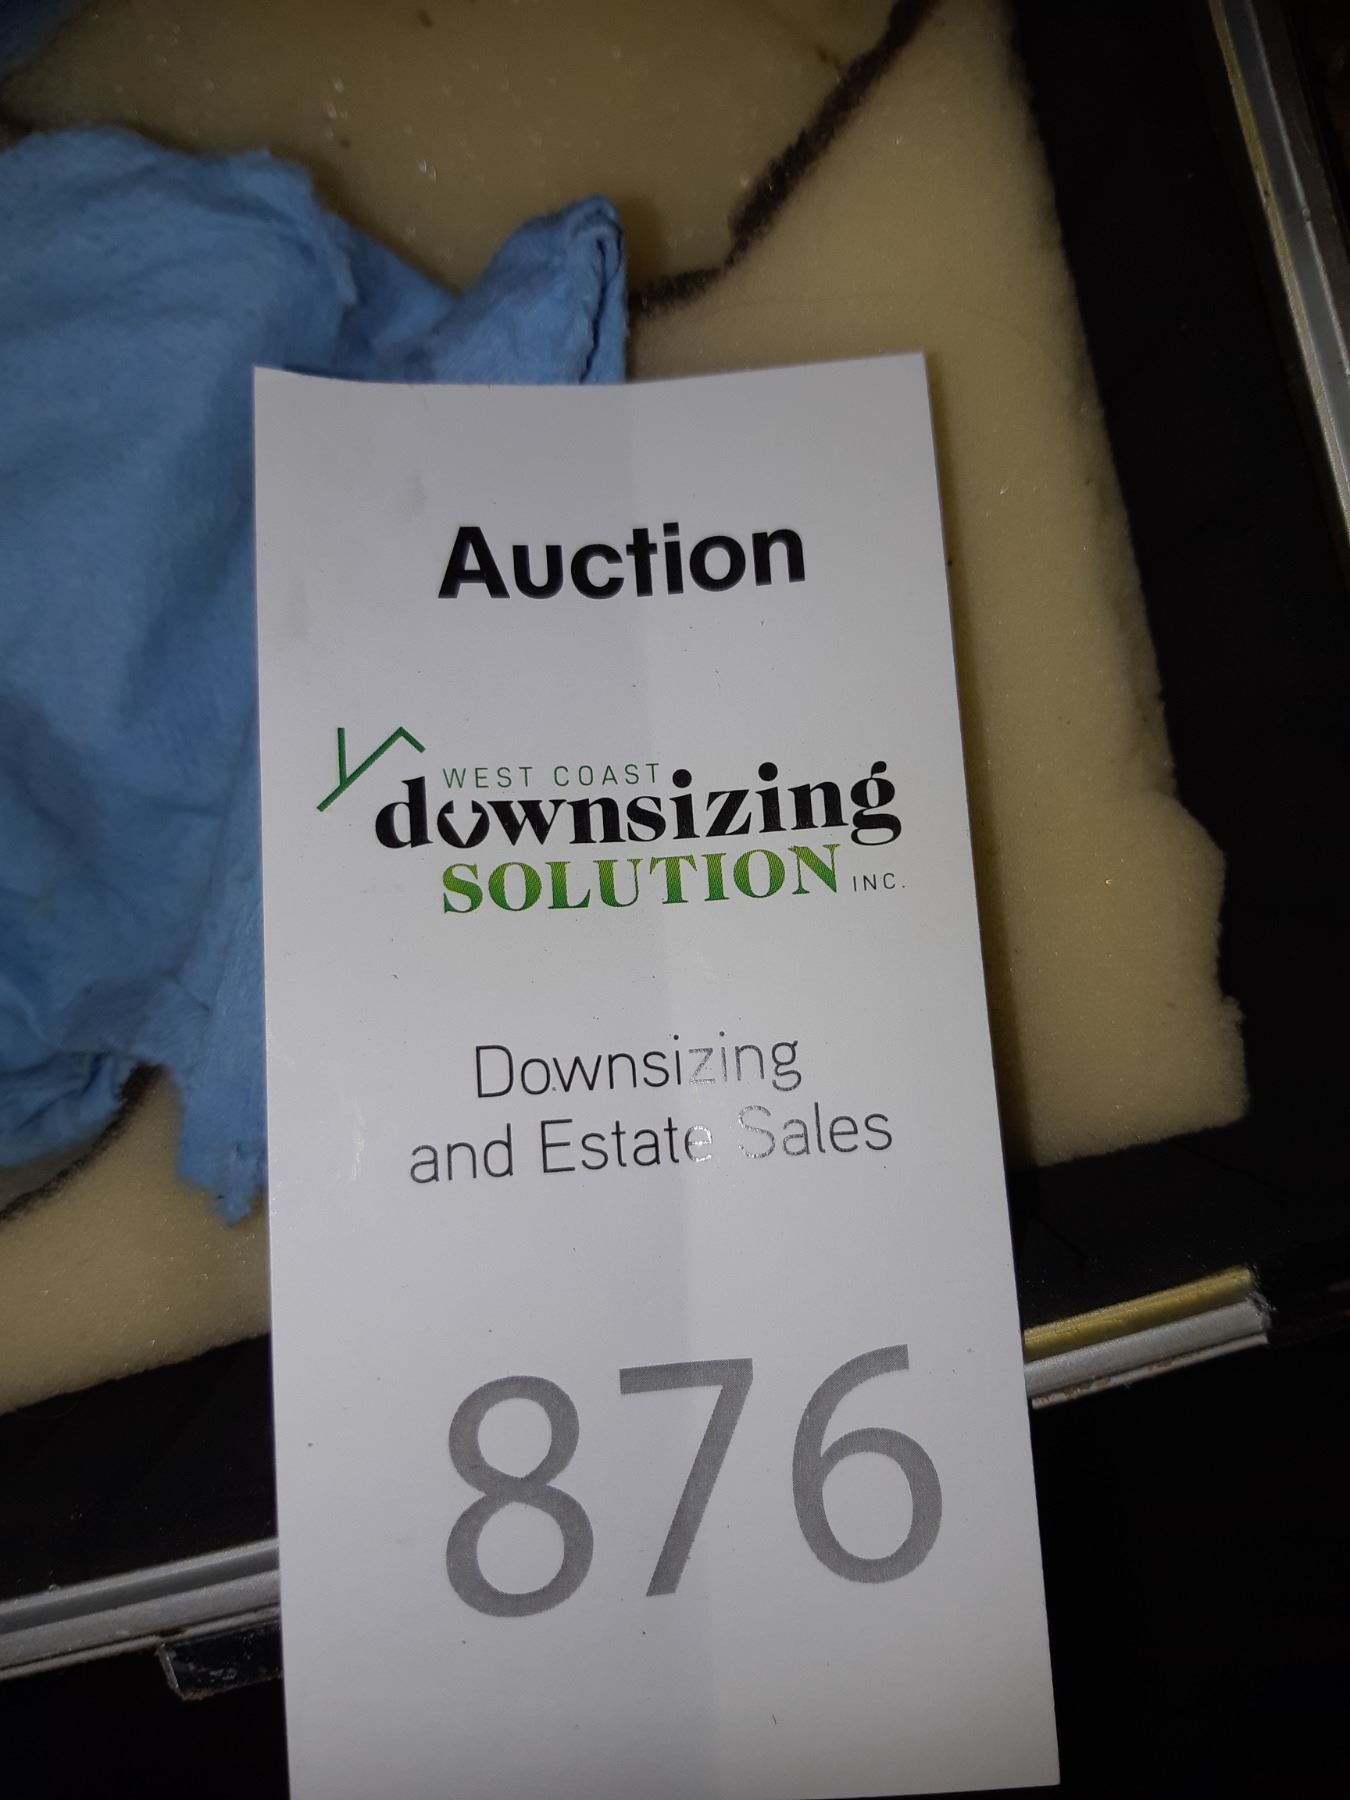 Auction
WEST COAST
downsizing
SOLUTION INC.
Downsizing
and Estate Sales
876